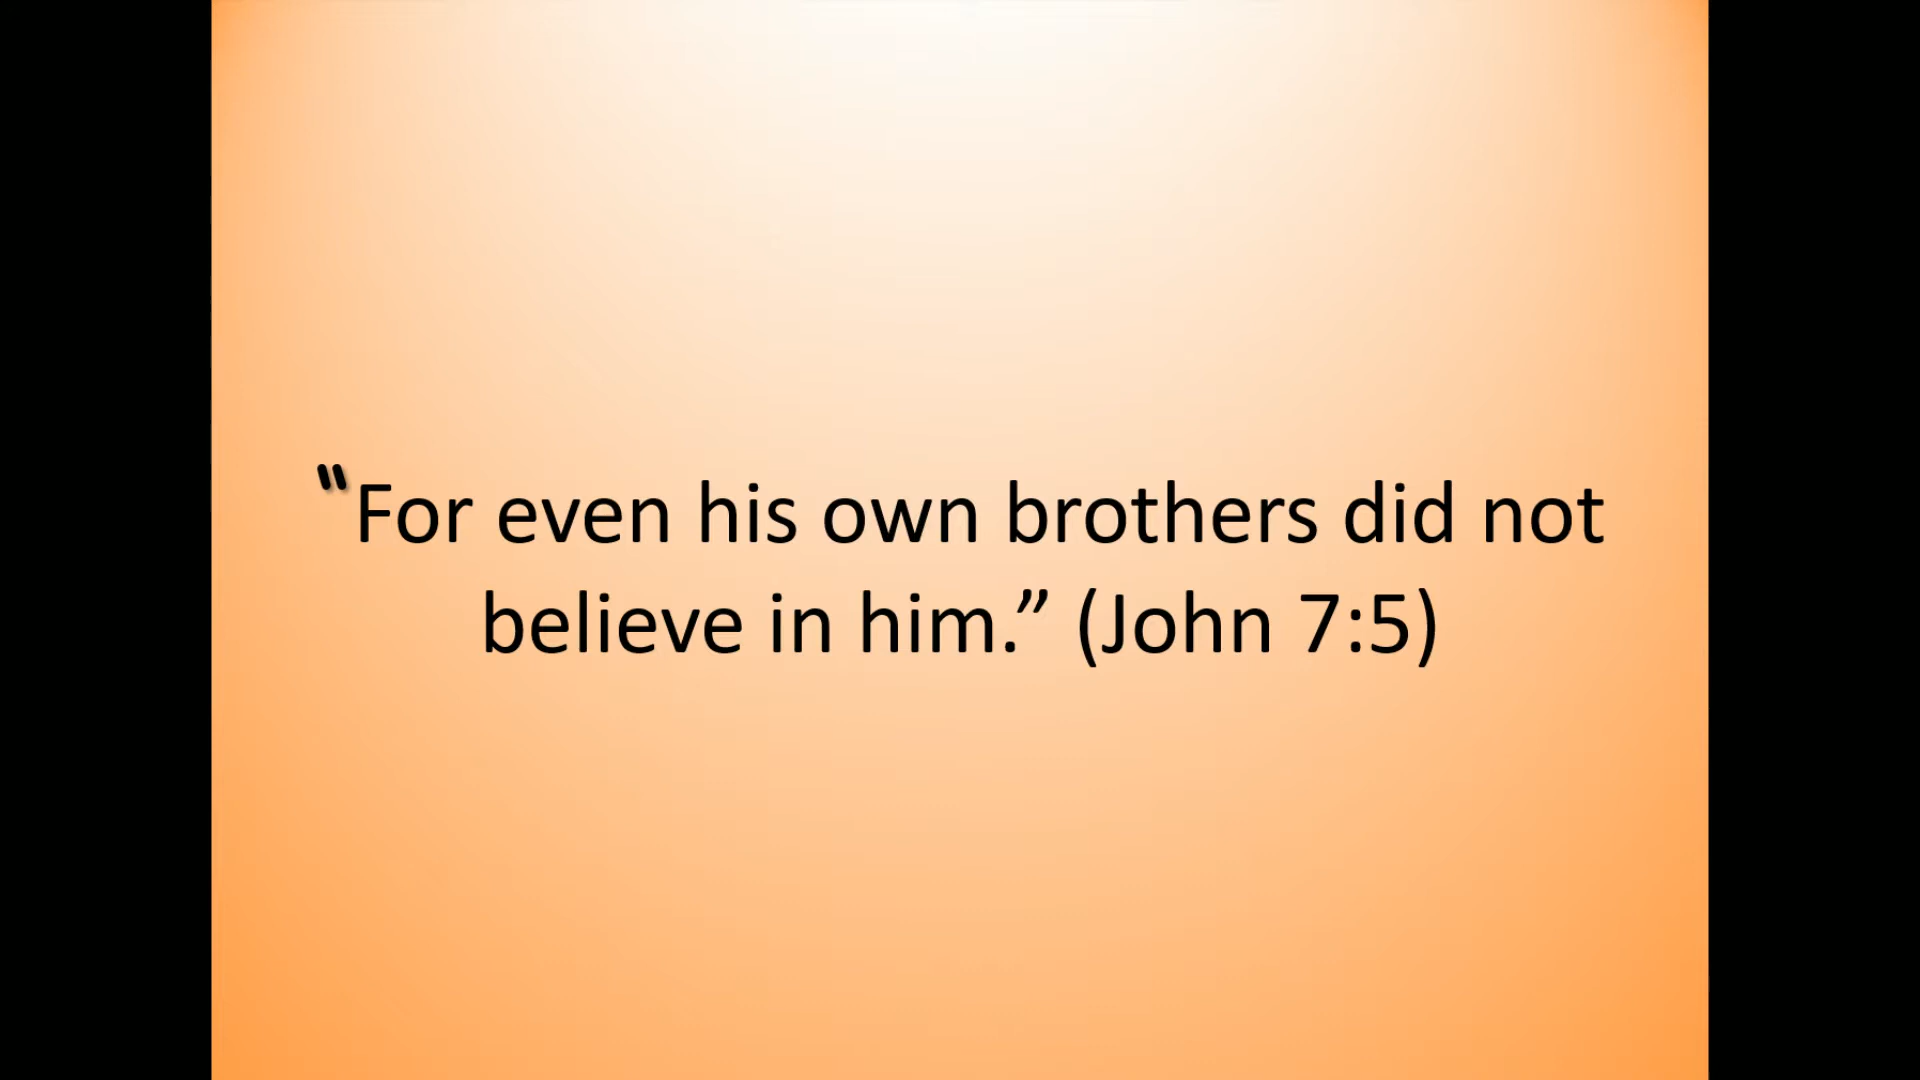 “For even his own brothers did not
believe in him.” (John 7:5)